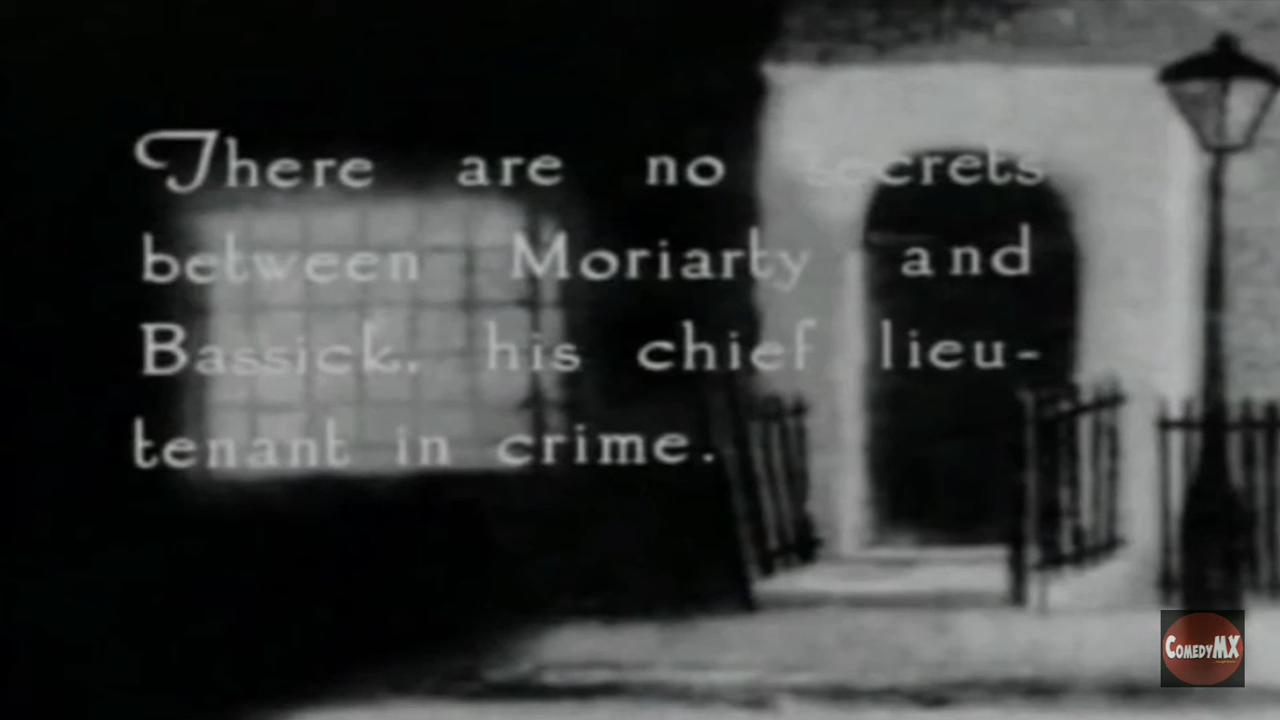 There are no secrets
between Moriarty and
Bassick, his chief lieu-
tenant in crime.
COMEDYMX